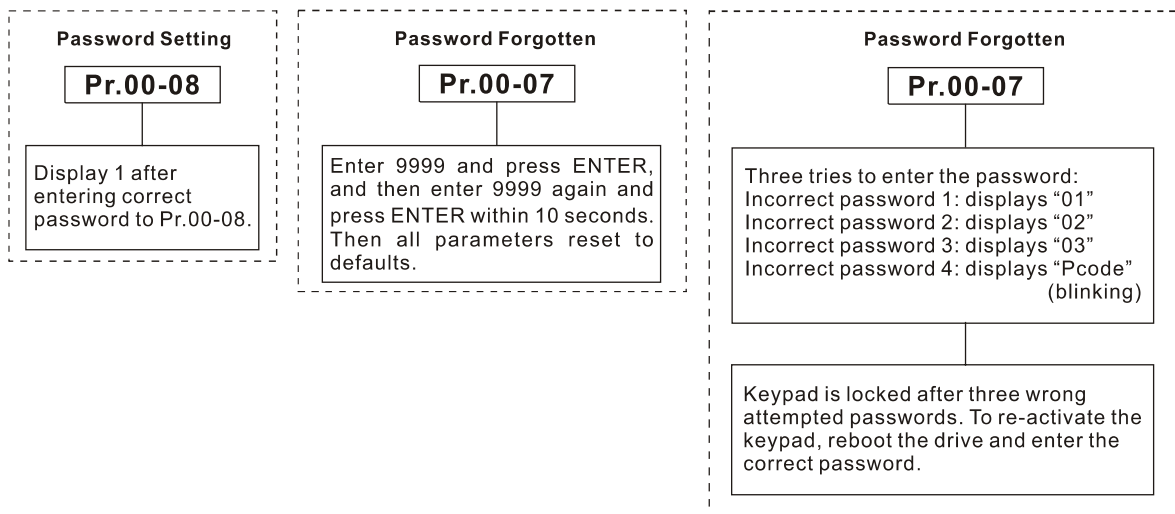 Password Setting
Pr.00-08
Display 1 after
entering correct
password to Pr.00-08.
Password Forgotten
Pr.00-07
Enter 9999 and press ENTER,
and then enter 9999 again and
press ENTER within 10 seconds.
Then all parameters reset to
defaults.
Password Forgotten
Pr.00-07
Three tries to enter the password:
Incorrect password 1: displays “01”
Incorrect password 2: displays “02”
Incorrect password 3: displays “03”
Incorrect password 4: displays “Pcode”
(blinking)
Keypad is locked after three wrong
attempted passwords. To re-activate the
keypad, reboot the drive and enter the
correct password.